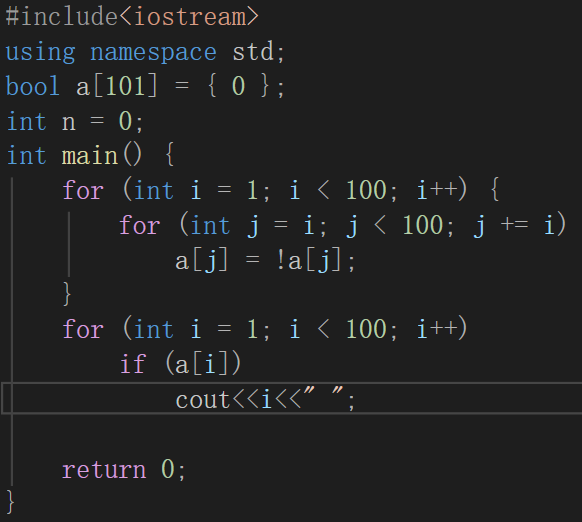 #include<iostream>
using namespace std;
bool a[101] = { 0 };
int n = 0;
int main() {
    for (int i = 1; i < 100; i++) {
        for (int j = i; j < 100; j += i)
            a[j] = !a[j];
    }
    for (int i = 1; i < 100; i++)
        if (a[i])
            cout<<i<<" ";
    return 0;
}